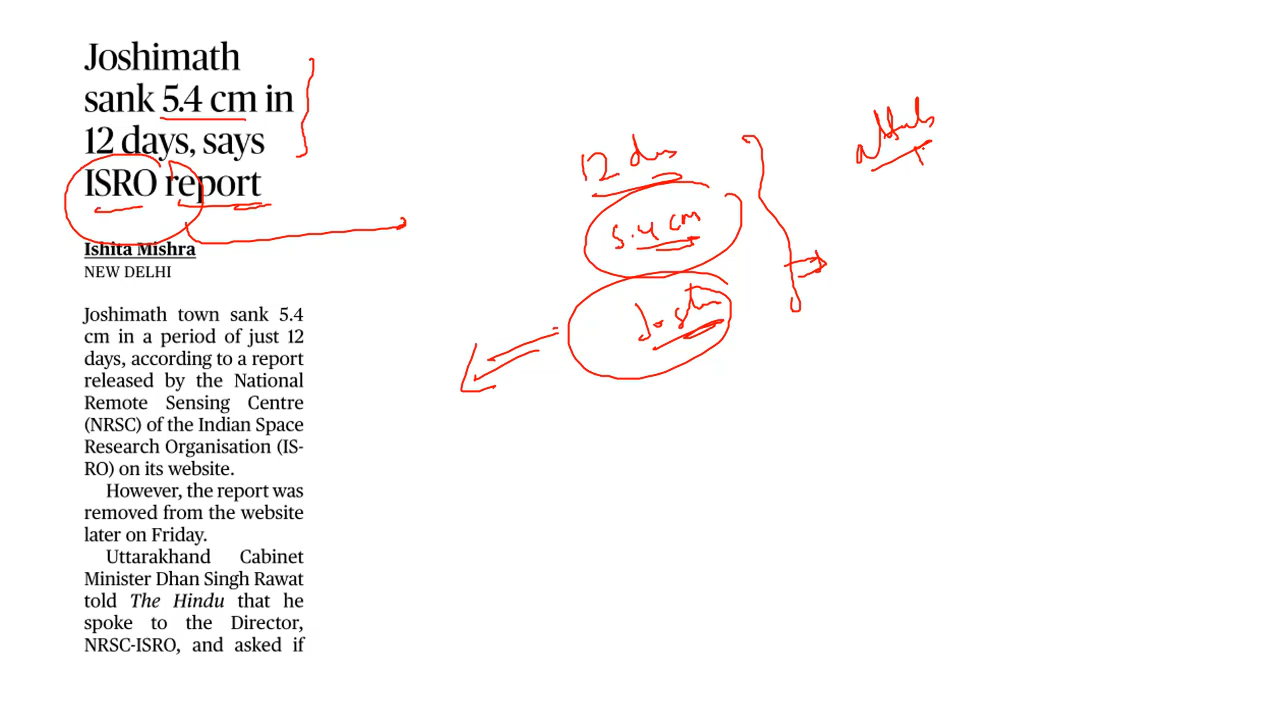 Joshimath
sank 5.4 cm in
12 days, says
ISRO report
Ishita Mishra
NEW DELHI
Joshimath town sank 5.4
cm in a period of just 12
days, according to a report
released by the National
Remote Sensing Centre
(NRSC) of the Indian Space
Research Organisation (IS-
RO) on its website.
However, the report was
removed from the website
later on Friday.
Uttarakhand Cabinet
Minister Dhan Singh Rawat
told The Hindu that he
spoke to the Director,
NRSC-ISRO, and asked if
12
5.4 cm